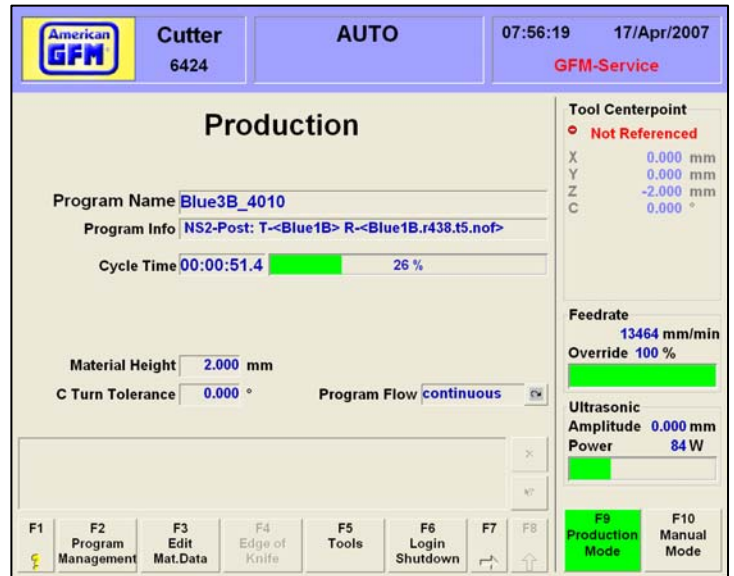 American
GFM
Cutter
6424
AUTO
07:56:19 17/Apr/2007
GFM-Service
Production
Program Name Blue3B_4010
Program Info NS2-Post: T-<Blue1B> R-<Blue1B.r438.t5.nof>
Cycle Time 00:00:51.4 26 %
Material Height 2.000 mm
C Turn Tolerance 0.000 °
Program Flow continuous
Tool Centerpoint
Not Referenced
X 0.000 mm
Y 0.000 mm
Z -2.000 mm
C 0.000 °
Feedrate
13464 mm/min
Override 100 %
Ultrasonic
Amplitude 0.000 mm
Power 84 W
F1
F2
Program
Management
F3
Edit
Mat.Data
F4
Edge of
Knife
F5
Tools
F6
Login
Shutdown
F7
F8
F9
Production
Mode
F10
Manual
Mode